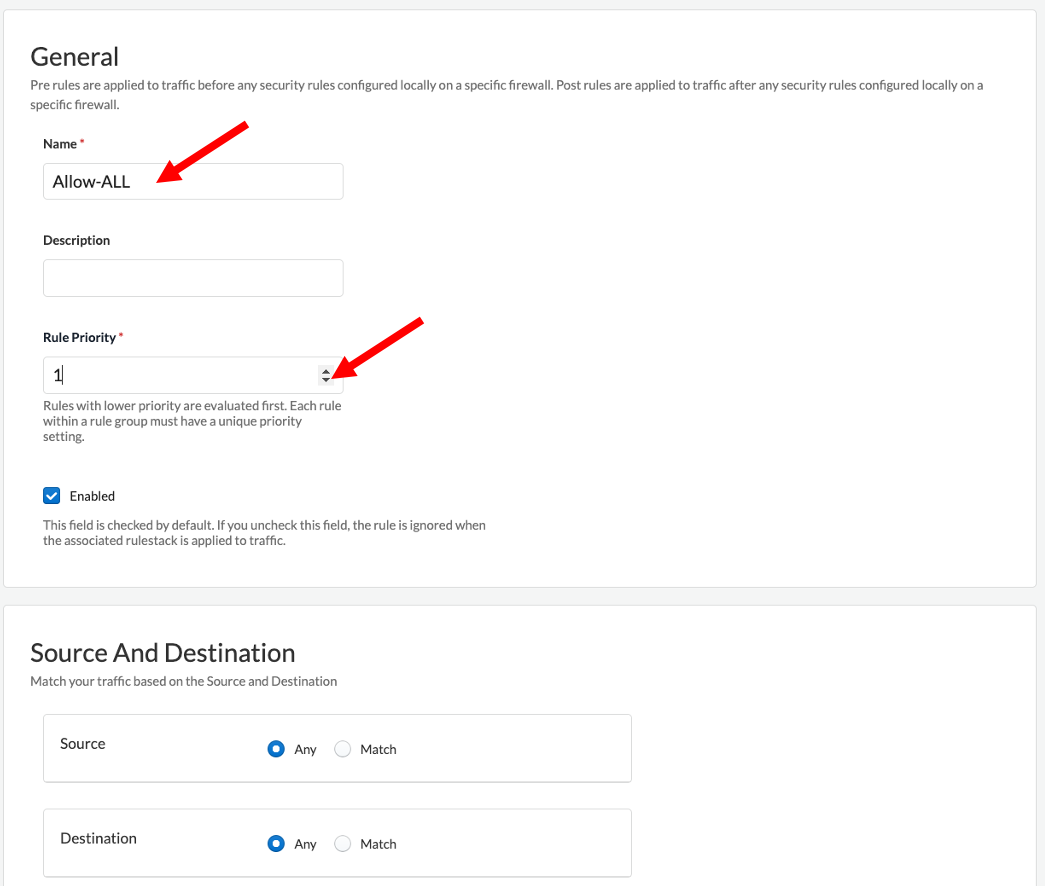 General
Pre rules are applied to traffic before any security rules configured locally on a specific firewall. Post rules are applied to traffic after any security rules configured locally on a
specific firewall.
Name *
Allow-ALL
Description
Rule Priority *
1
Rules with lower priority are evaluated first. Each rule
within a rule group must have a unique priority
setting.
Enabled
This field is checked by default. If you uncheck this field, the rule is ignored when
the associated rulestack is applied to traffic.
Source And Destination
Match your traffic based on the Source and Destination
Source Any Match
Destination Any Match